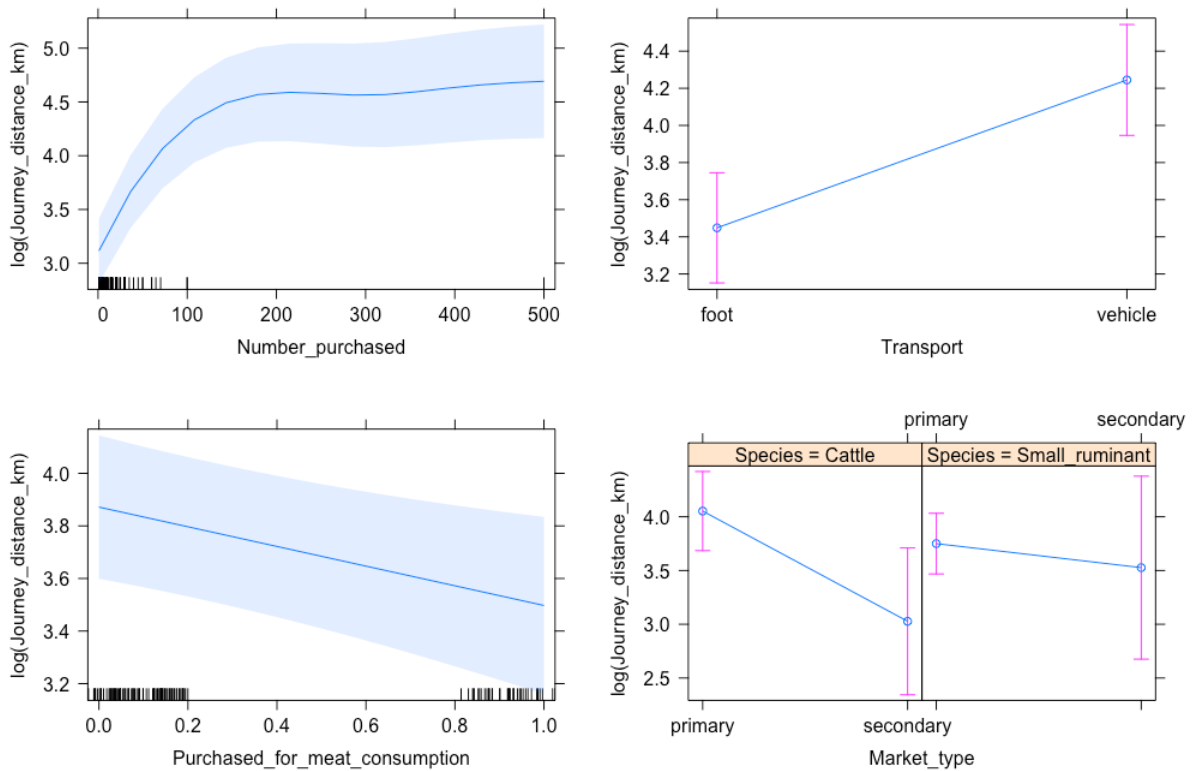 log(Journey_distance_km)
5.0
4.5
4.0
3.5
3.0
0 100 200 300 400 500
Number_purchased
log(Journey_distance_km)
4.4
4.2
4.0
3.8
3.6
3.4
3.2
foot vehicle
Transport
log(Journey_distance_km)
4.0
3.8
3.6
3.4
3.2
0.0 0.2 0.4 0.6 0.8 1.0
Purchased_for_meat_consumption
primary secondary
Species = Cattle Species = Small_ruminant
log(Journey_distance_km)
4.0
3.5
3.0
2.5
primary secondary
Market_type